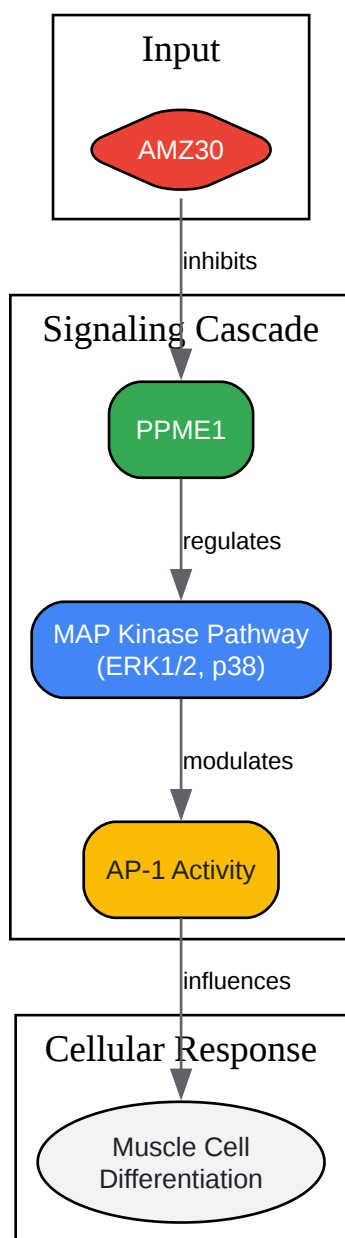 Input
AMZ30
inhibits
Signaling Cascade
PPME1
regulates
MAP Kinase Pathway
(ERK1/2, p38)
modulates
AP-1 Activity
influences
Cellular Response
Muscle Cell
Differentiation